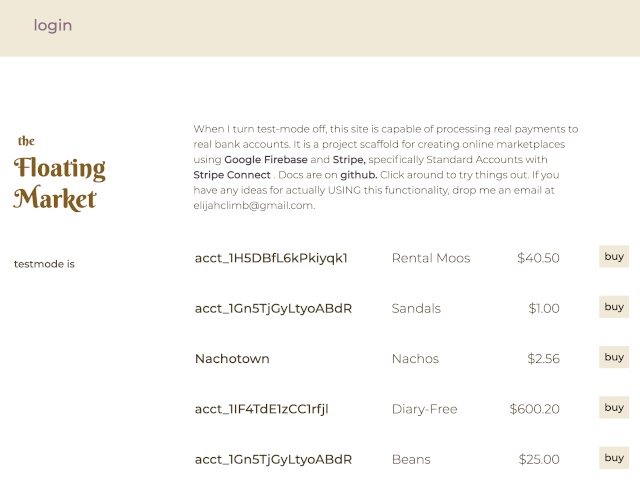 login
the
Floating
Market
testmode is
When I turn test-mode off, this site is capable of processing real payments to
real bank accounts. It is a project scaffold for creating online marketplaces
using Google Firebase and Stripe, specifically Standard Accounts with
Stripe Connect . Docs are on github. Click around to try things out. If you
have any ideas for actually USING this functionality, drop me an email at
elijahclimb@gmail.com.
acct_1H5DBfL6kPkiyqk1 Rental Moos $40.50 buy
acct_1Gn5TjGyLtyoABdR Sandals $1.00 buy
Nachotown Nachos $2.56 buy
acct_1IF4TdE1zCC1rfjl Diary-Free $600.20 buy
acct_1Gn5TjGyLtyoABdR Beans $25.00 buy